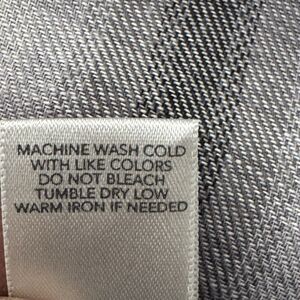 MACHINE WASH COLD
WITH LIKE COLORS
DO NOT BLEACH
TUMBLE DRY LOW
WARM IRON IF NEEDED